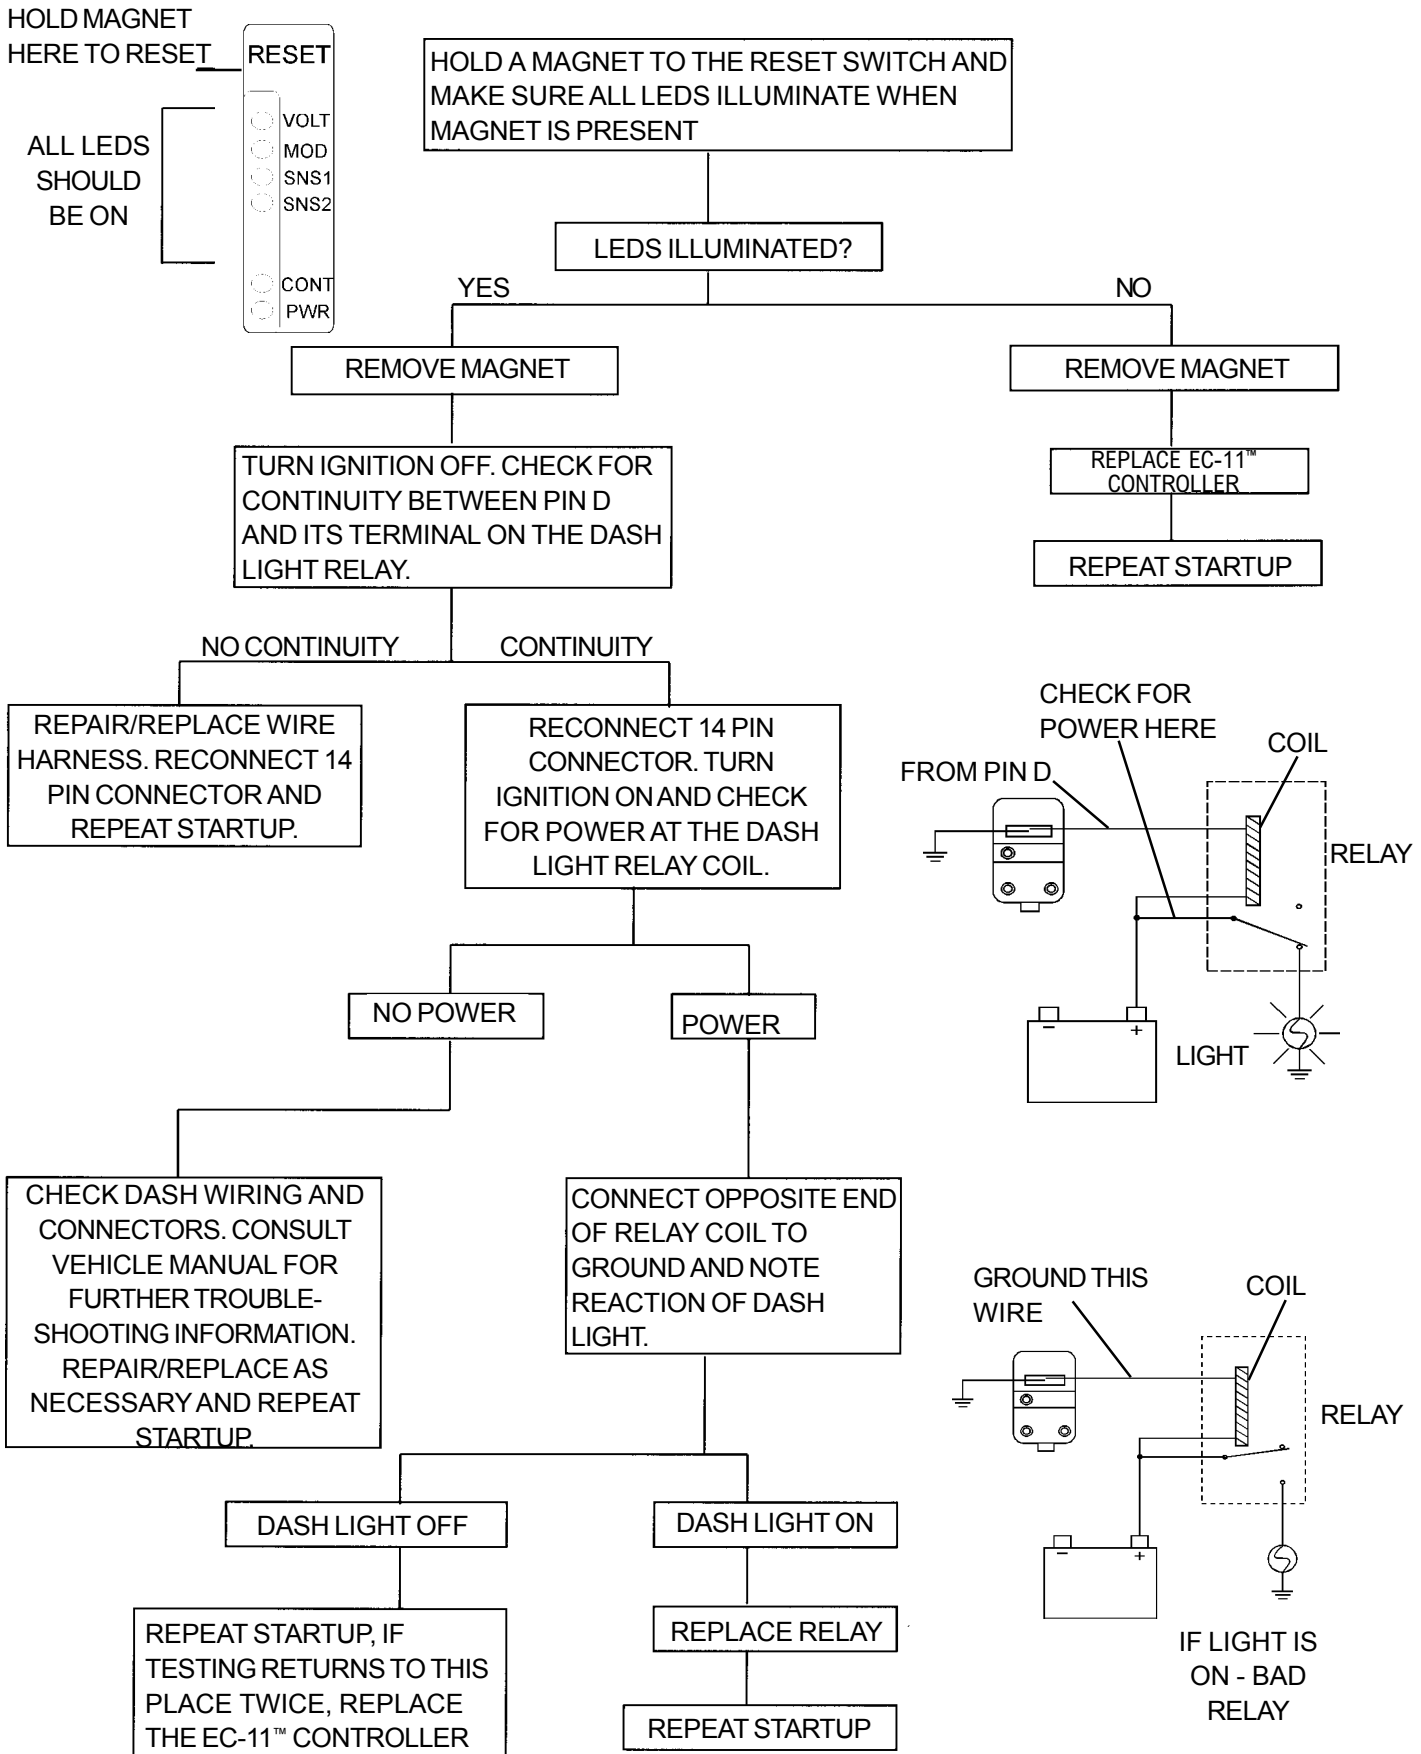 HOLD MAGNET
HERE TO RESET
RESET
VOLT
MOD
SNS1
SNS2
CONT
PWR
ALL LEDS
SHOULD
BE ON
HOLD A MAGNET TO THE RESET SWITCH AND
MAKE SURE ALL LEDS ILLUMINATE WHEN
MAGNET IS PRESENT
LEDS ILLUMINATED?
YES
NO
REMOVE MAGNET
REMOVE MAGNET
TURN IGNITION OFF. CHECK FOR
CONTINUITY BETWEEN PIN D
AND ITS TERMINAL ON THE DASH
LIGHT RELAY.
REPLACE EC-11™
CONTROLLER
REPEAT STARTUP
NO CONTINUITY
CONTINUITY
REPAIR/REPLACE WIRE
HARNESS. RECONNECT 14
PIN CONNECTOR AND
REPEAT STARTUP.
RECONNECT 14 PIN
CONNECTOR. TURN
IGNITION ON AND CHECK
FOR POWER AT THE DASH
LIGHT RELAY COIL.
CHECK FOR
POWER HERE
COIL
FROM PIN D
RELAY
- +
LIGHT
NO POWER
POWER
CHECK DASH WIRING AND
CONNECTORS. CONSULT
VEHICLE MANUAL FOR
FURTHER TROUBLE-
SHOOTING INFORMATION.
REPAIR/REPLACE AS
NECESSARY AND REPEAT
STARTUP.
CONNECT OPPOSITE END
OF RELAY COIL TO
GROUND AND NOTE
REACTION OF DASH
LIGHT.
GROUND THIS
WIRE
COIL
RELAY
- +
IF LIGHT IS
ON - BAD
RELAY
DASH LIGHT OFF
DASH LIGHT ON
REPEAT STARTUP, IF
TESTING RETURNS TO THIS
PLACE TWICE, REPLACE
THE EC-11™ CONTROLLER
REPLACE RELAY
REPEAT STARTUP